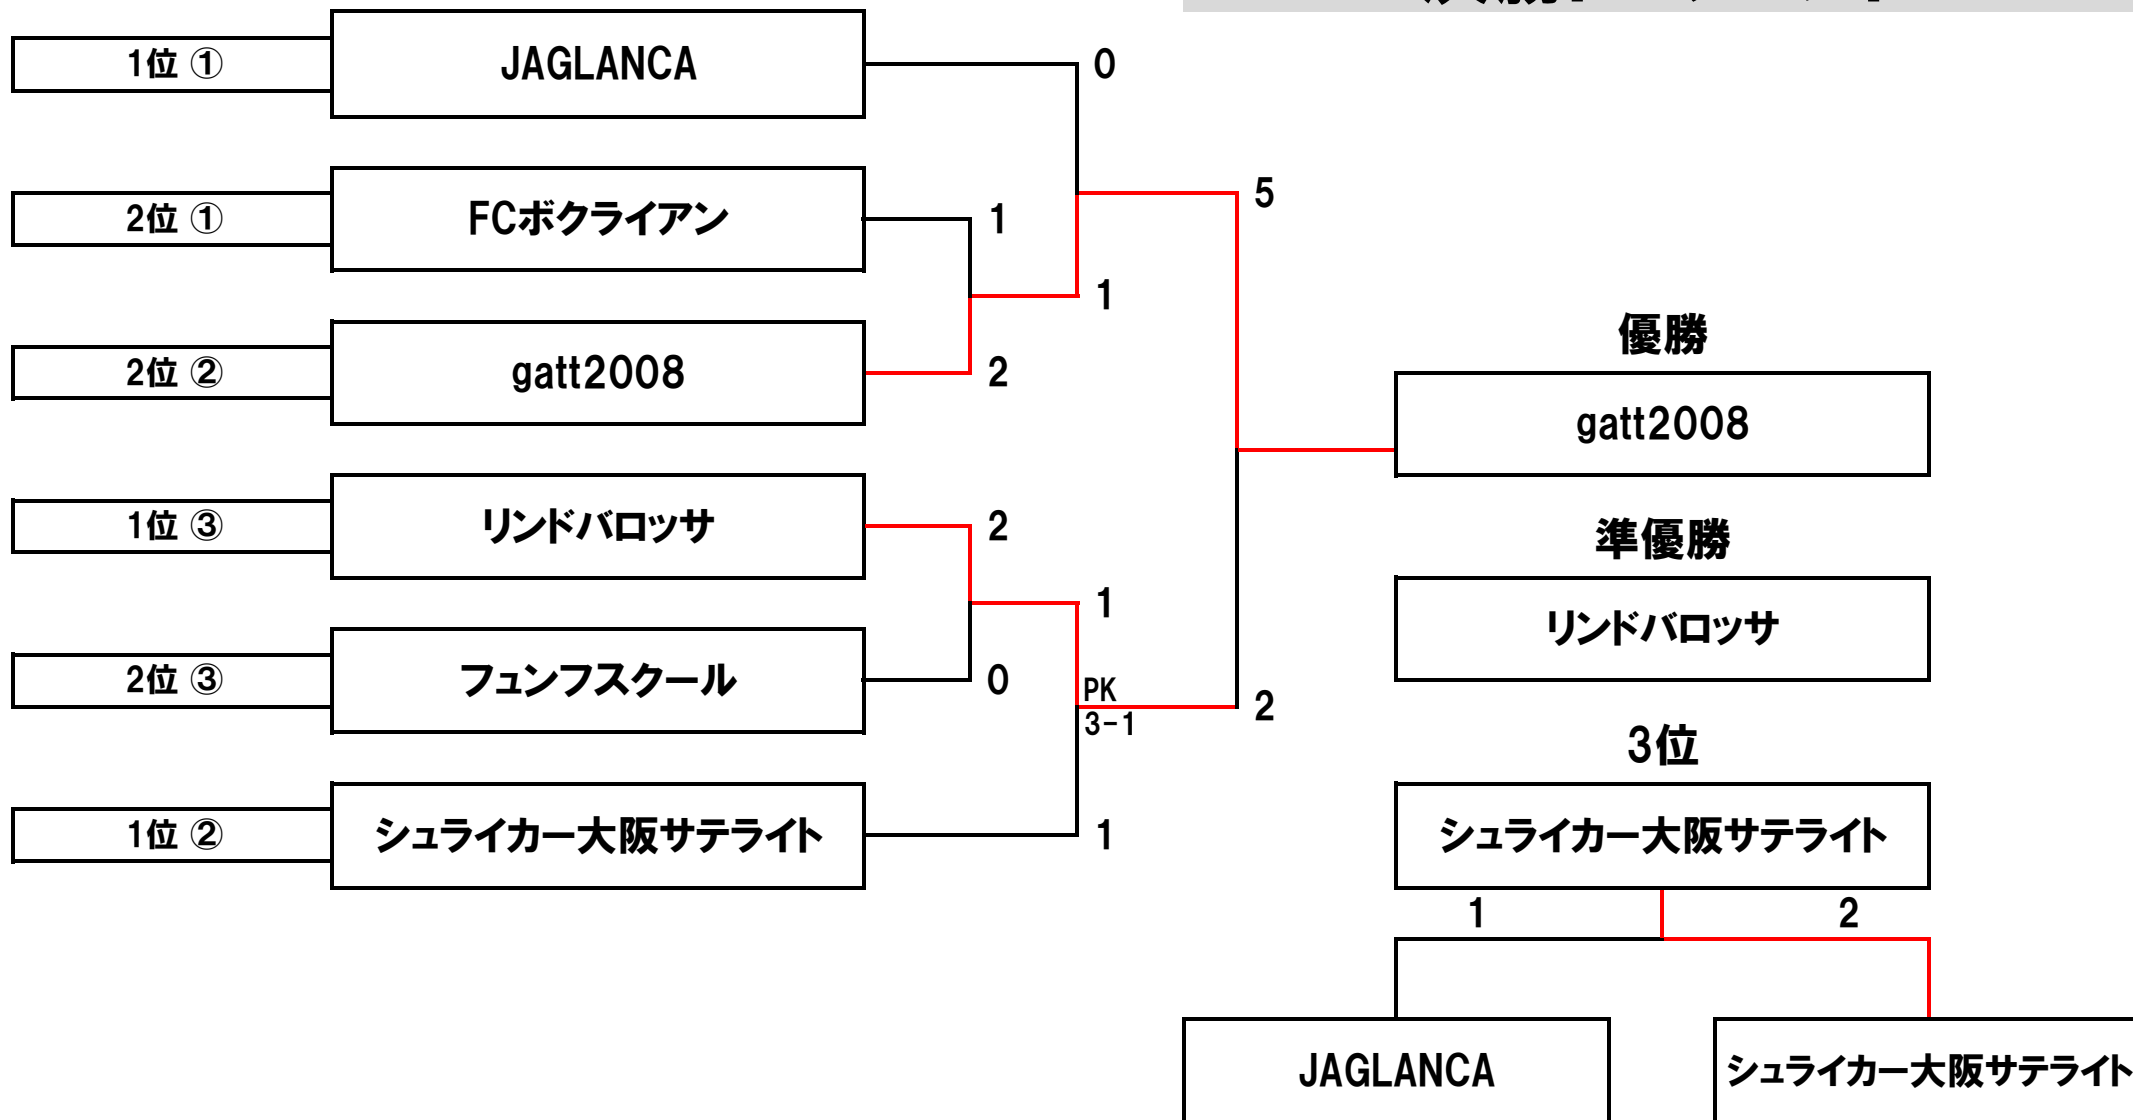 1位 ①
JAGLANCA
0
2位 ①
FCボクライアン
1
5
1
2位 ②
gatt2008
2
優勝
gatt2008
1位 ③
リンドバロッサ
2
準優勝
リンドバロッサ
1
2位 ③
フュンフスクール
0
PK
3-1
2
3位
1位 ②
シュライカー大阪サテライト
1
シュライカー大阪サテライト
1
2
JAGLANCA
シュライカー大阪サテライト